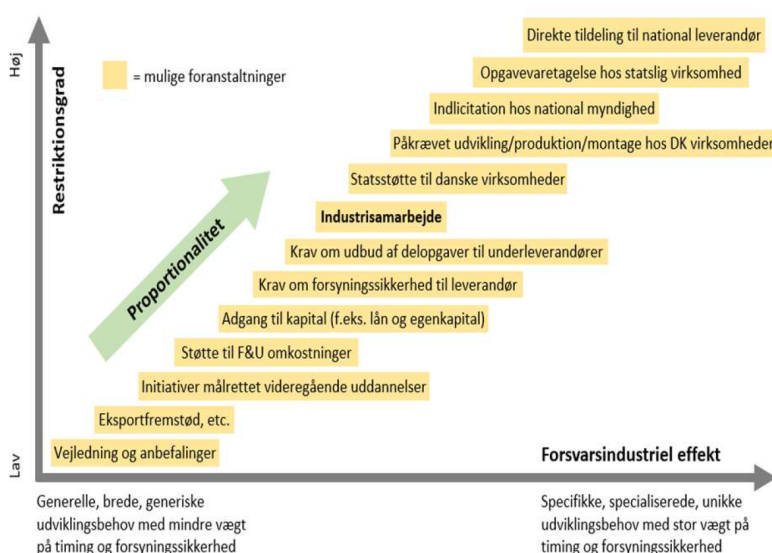 Høj
Restriktionsgrad
= mulige foranstaltninger
Direkte tildeling til national leverandør
Opgavevaretagelse hos statslig virksomhed
Indlicitation hos national myndighed
Påkrævet udvikling/produktion/montage hos DK virksomheder
Statsstøtte til danske virksomheder
Industrisamarbejde
Krav om udbud af delopgaver til underleverandører
Krav om forsyningssikkerhed til leverandør
Adgang til kapital (f.eks. lån og egenkapital)
Støtte til F&U omkostninger
Initiativer målrettet videregående uddannelser
Eksportfremstød, etc.
Vejledning og anbefalinger
Proportionalitet
Lav
Forsvarsindustriel effekt
Generelle, brede, generiske
udviklingsbehov med mindre vægt
på timing og forsyningssikkerhed
Specifikke, specialiserede, unikke
udviklingsbehov med stor vægt på
timing og forsyningssikkerhed